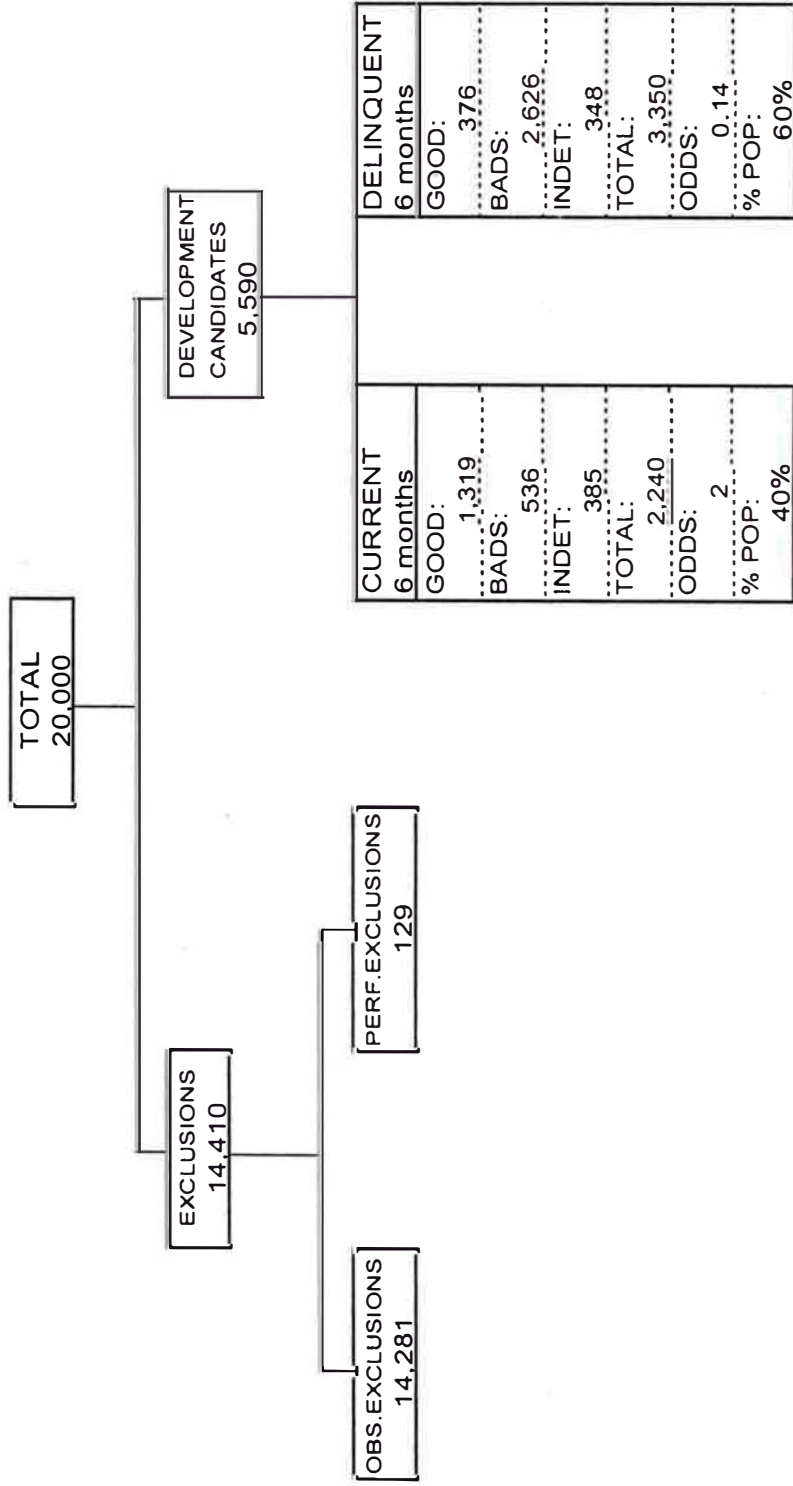 TOTAL
20,000
EXCLUSIONS
14,410
DEVELOPMENT
CANDIDATES
5,590
OBS.EXCLUSIONS
14,281
PERF.EXCLUSIONS
129
CURRENT
6 months
GOOD:
1,319
BADS:
536
INDET:
385
TOTAL:
2,240
ODDS:
2
% POP:
40%
DELINQUENT
6 months
GOOD:
376
BADS:
2,626
INDET:
348
TOTAL:
3,350
ODDS:
0.14
% POP:
60%